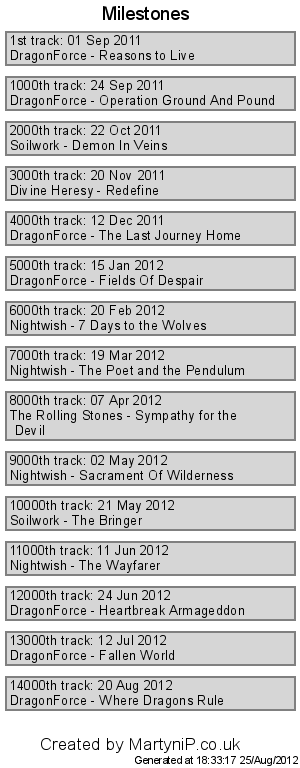 Milestones
1st track: 01 Sep 2011
DragonForce - Reasons to Live
1000th track: 24 Sep 2011
DragonForce - Operation Ground And Pound
2000th track: 22 Oct 2011
Soilwork - Demon In Veins
3000th track: 20 Nov 2011
Divine Heresy - Redefine
4000th track: 12 Dec 2011
DragonForce - The Last Journey Home
5000th track: 15 Jan 2012
DragonForce - Fields Of Despair
6000th track: 20 Feb 2012
Nightwish - 7 Days to the Wolves
7000th track: 19 Mar 2012
Nightwish - The Poet and the Pendulum
8000th track: 07 Apr 2012
The Rolling Stones - Sympathy for the
Devil
9000th track: 02 May 2012
Nightwish - Sacrament Of Wilderness
10000th track: 21 May 2012
Soilwork - The Bringer
11000th track: 11 Jun 2012
Nightwish - The Wayfarer
12000th track: 24 Jun 2012
DragonForce - Heartbreak Armageddon
13000th track: 12 Jul 2012
DragonForce - Fallen World
14000th track: 20 Aug 2012
DragonForce - Where Dragons Rule
Created by MartyniP.co.uk
Generated at 18:33:17 25/Aug/2012